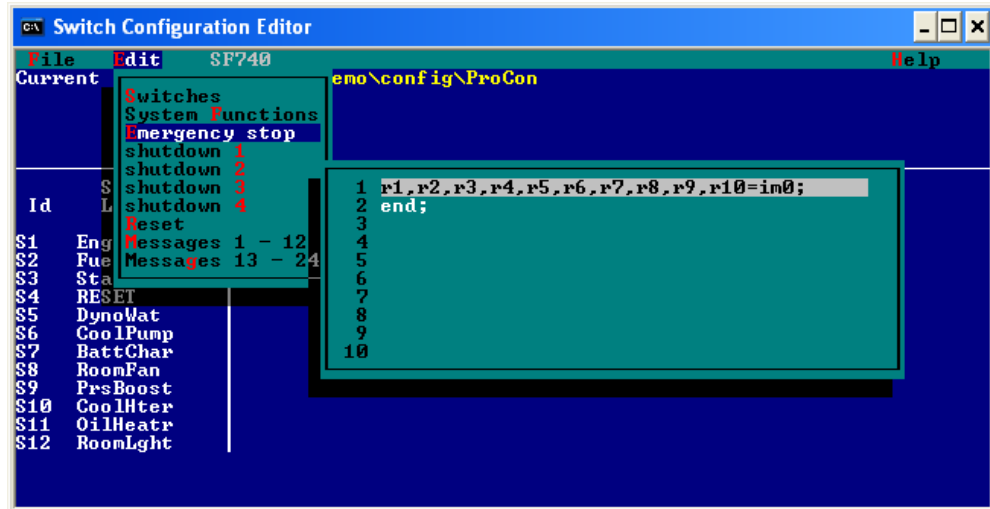 Switch Configuration Editor
File Edit SF740 Help
Current emo\config\ProCon
Switches
System Functions
Emergency stop
shutdown 1
shutdown 2
shutdown 3
shutdown 4
Reset
Messages 1 - 12
Messages 13 - 24
1 r1,r2,r3,r4,r5,r6,r7,r8,r9,r10=im0;
2 end;
3
4
5
6
7
8
9
10
S
Id L
S1 Eng
S2 Fue
S3 Sta
S4 RESET
S5 DynoWat
S6 CoolPump
S7 BattChar
S8 RoomFan
S9 PrsBoost
S10 CoolHter
S11 OilHeatr
S12 RoomLght